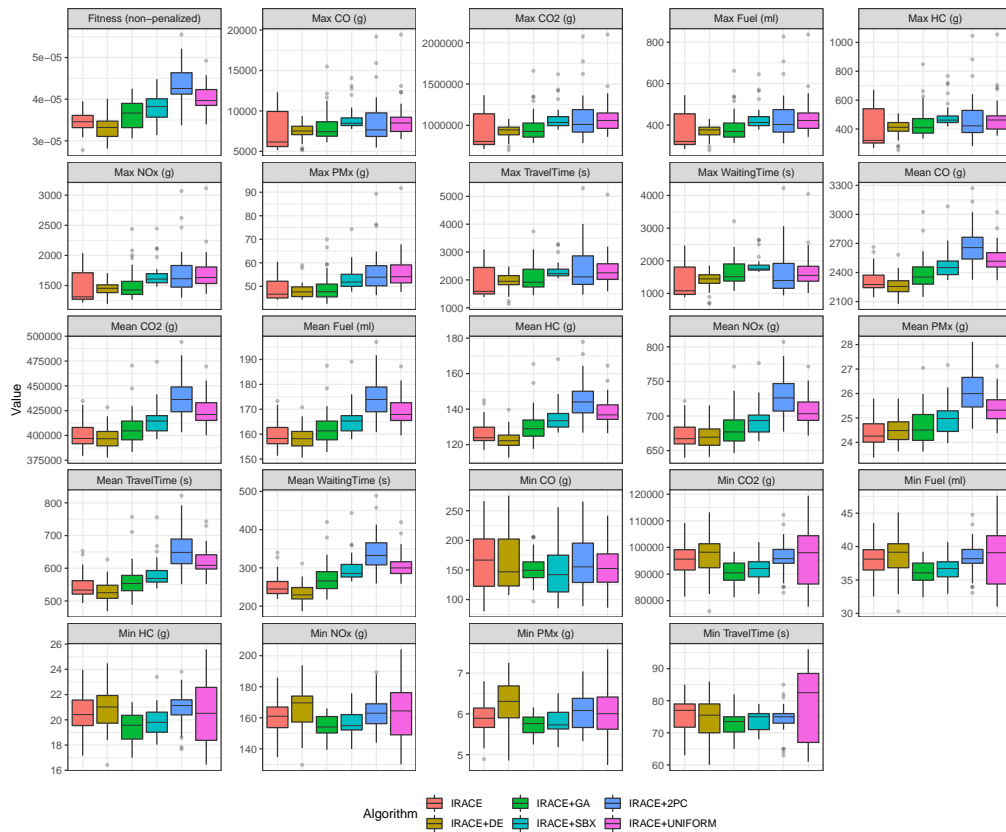 Fitness (non-penalized) Max CO (g) Max CO2 (g) Max Fuel (ml) Max HC (g)
5e-05 4e-05 3e-05
20000 15000 10000 5000
2000000 1000000
800 600 400
1000 800 600 400
Max NOx (g) Max PMx (g) Max TravelTime (s) Max WaitingTime (s) Mean CO (g)
3000 2500 2000 1500
90 80 70 60 50
5000 4000 3000 2000 1000
4000 3000 2000 1000
3300 3000 2700 2400 2100
Mean CO2 (g) Mean Fuel (ml) Mean HC (g) Mean NOx (g) Mean PMx (g)
500000 475000 450000 425000 400000 375000
200 190 180 170 160 150
180 160 140 120
800 750 700 650
28 27 26 25 24
Value
Mean TravelTime (s) Mean WaitingTime (s) Min CO (g) Min CO2 (g) Min Fuel (ml)
800 700 600 500
500 400 300 200
250 200 150 100
120000 110000 100000 90000 80000
45 40 35 30
Min HC (g) Min NOx (g) Min PMx (g) Min TravelTime (s)
26 24 22 20 18 16
200 180 160 140
7 6 5
90 80 70 60
Algorithm
IRACE IRACE+GA IRACE+2PC
IRACE+DE IRACE+SBX IRACE+UNIFORM